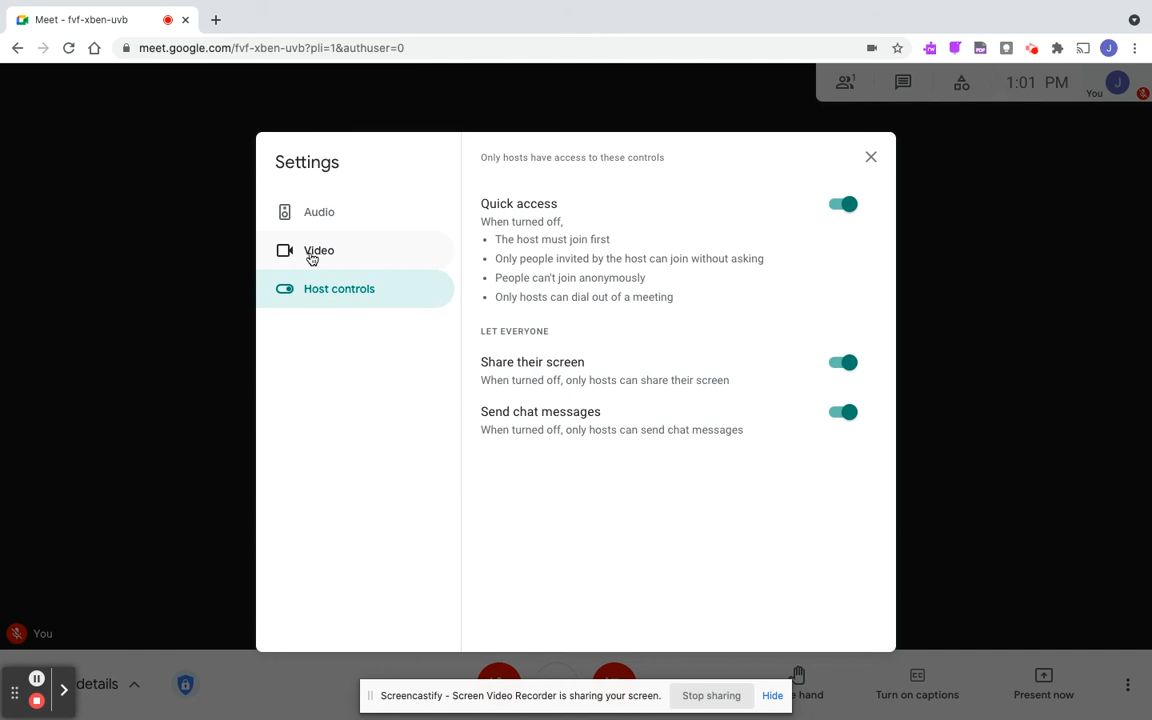 Meet - fvf-xben-uvb
meet.google.com/fvf-xben-uvb?pli=1&authuser=0
J
1
1:01 PM
You
J
Settings
Only hosts have access to these controls
Audio
Video
Host controls
Quick access
When turned off,
• The host must join first
• Only people invited by the host can join without asking
• People can't join anonymously
• Only hosts can dial out of a meeting
LET EVERYONE
Share their screen
When turned off, only hosts can share their screen
Send chat messages
When turned off, only hosts can send chat messages
You
details
hand
Turn on captions
Present now
Screencastify - Screen Video Recorder is sharing your screen.
Stop sharing
Hide